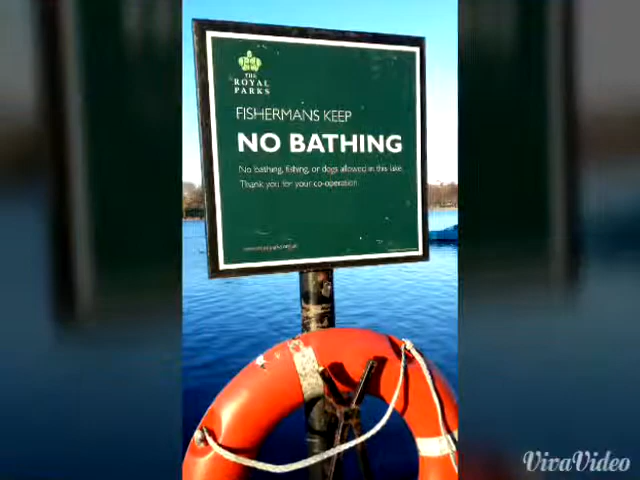 THE
ROYAL
PARKS
FISHERMANS KEEP
NO BATHING
No bathing, fishing, or dogs allowed in this lake.
Thank you for your co-operation
VivaVideo